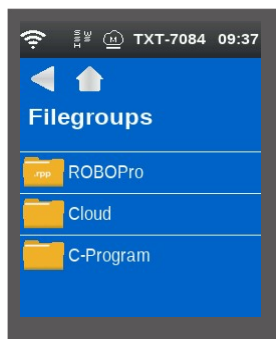 M TXT-7084 09:37
Filegroups
.rpp ROBOPro
Cloud
C-Program